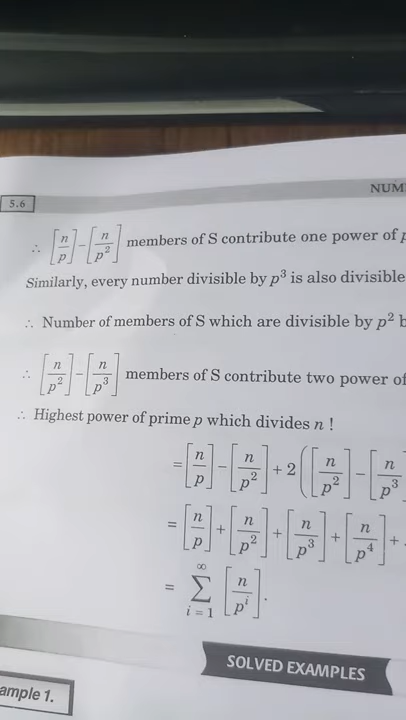 5.6
NUM
∴ [n/p] − [n/p²] members of S contribute one power of p
Similarly, every number divisible by p³ is also divisible
∴ Number of members of S which are divisible by p²
∴ [n/p²] − [n/p³] members of S contribute two power of
∴ Highest power of prime p which divides n !
= [n/p] − [n/p²] + 2([n/p²] − [n/p³
= [n/p] + [n/p²] + [n/p³] + [n/p⁴] +
= ∞ ∑ i = 1 [n/pⁱ].
SOLVED EXAMPLES
ample 1.